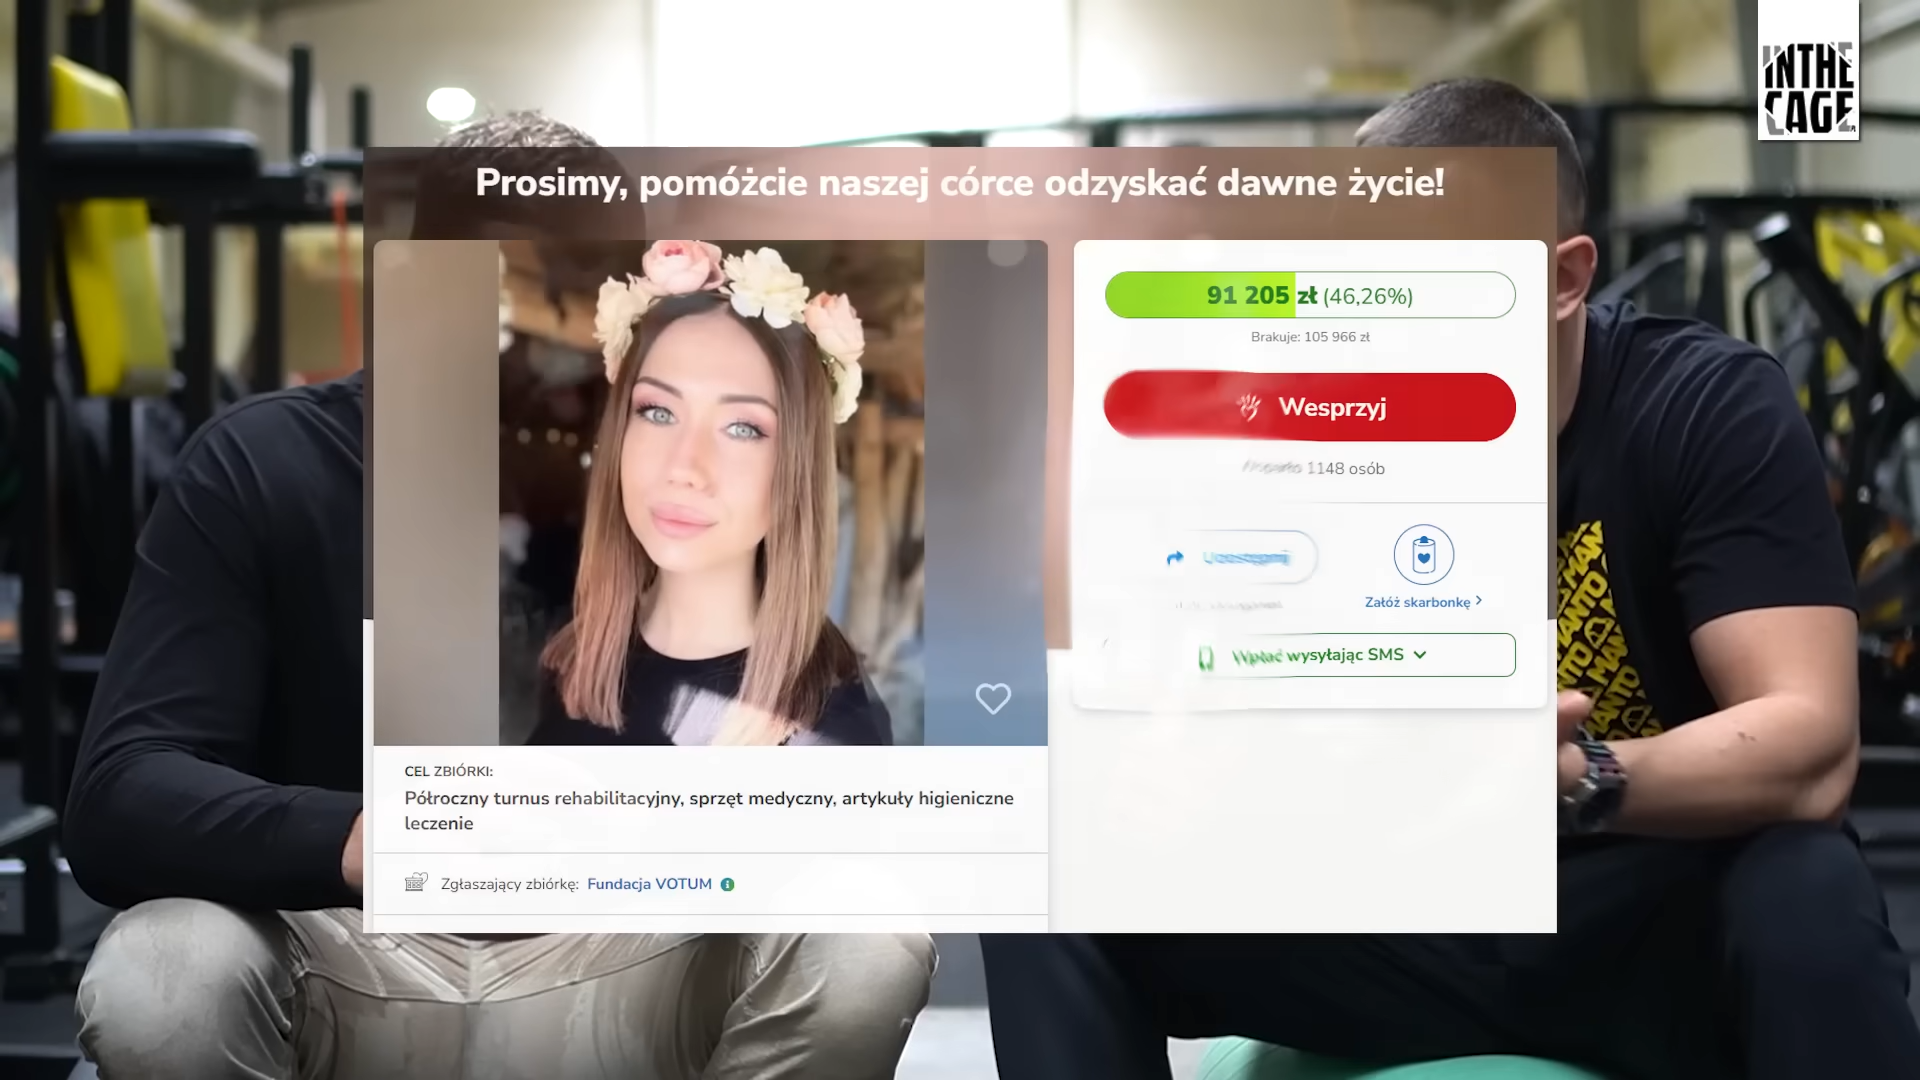 INTHE
CAGE
Prosimy, pomóżcie naszej córce odzyskać dawne życie!
91 205 zł (46,26%)
Brakuje: 105 966 zł
Wesprzyj
1148 osób
Załóż skarbonkę
Wpłać wysyłając SMS
CEL ZBIÓRKI:
Półroczny turnus rehabilitacyjny, sprzęt medyczny, artykuły higieniczne
leczenie
Zgłaszający zbiórkę: Fundacja VOTUM
MANTO